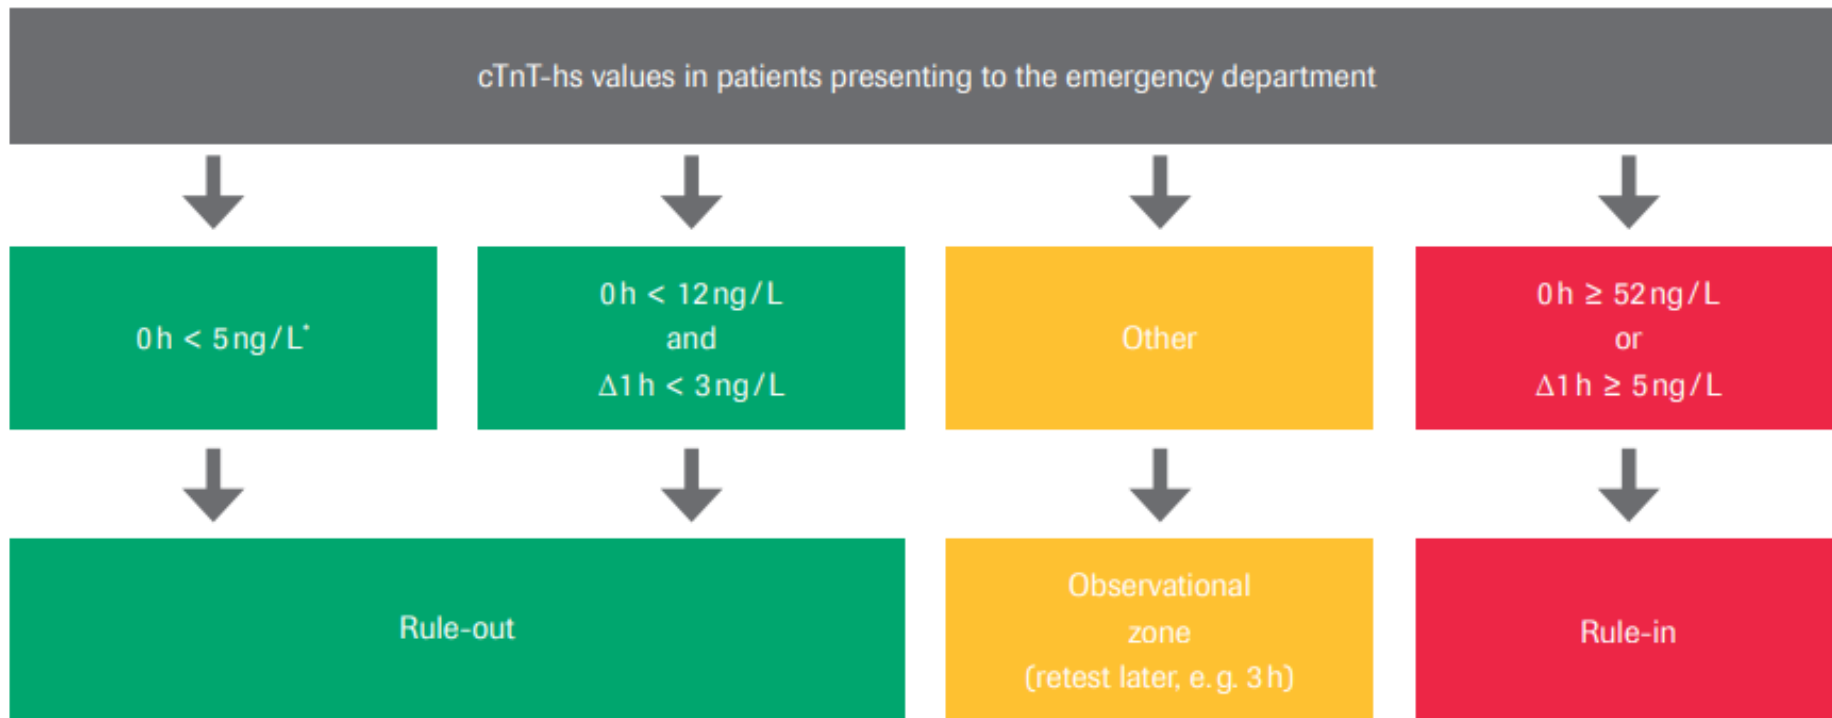 cTnT-hs values in patients presenting to the emergency department
0 h < 5 ng/L*
0 h < 12 ng/L
and
Δ1 h < 3 ng/L
Other
0 h ≥ 52 ng/L
or
Δ1 h ≥ 5 ng/L
Rule-out
Observational
zone
(retest later, e. g. 3 h)
Rule-in